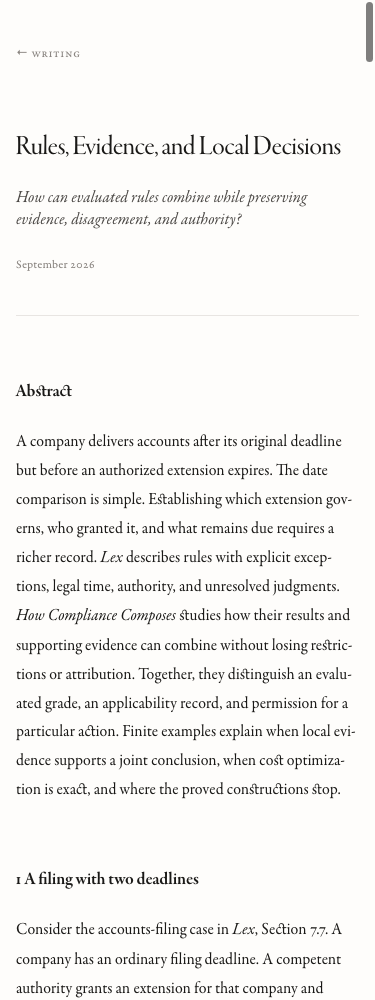 ← WRITING
Rules, Evidence, and Local Decisions
How can evaluated rules combine while preserving
evidence, disagreement, and authority?
September 2026
Abstract
A company delivers accounts after its original deadline
but before an authorized extension expires. The date
comparison is simple. Establishing which extension gov-
erns, who granted it, and what remains due requires a
richer record. Lex describes rules with explicit excep-
tions, legal time, authority, and unresolved judgments.
How Compliance Composes studies how their results and
supporting evidence can combine without losing restric-
tions or attribution. Together, they distinguish an evalu-
ated grade, an applicability record, and permission for a
particular action. Finite examples explain when local evi-
dence supports a joint conclusion, when cost optimiza-
tion is exact, and where the proved constructions stop.
1 A filing with two deadlines
Consider the accounts-filing case in Lex, Section 7.7. A
company has an ordinary filing deadline. A competent
authority grants an extension for that company and